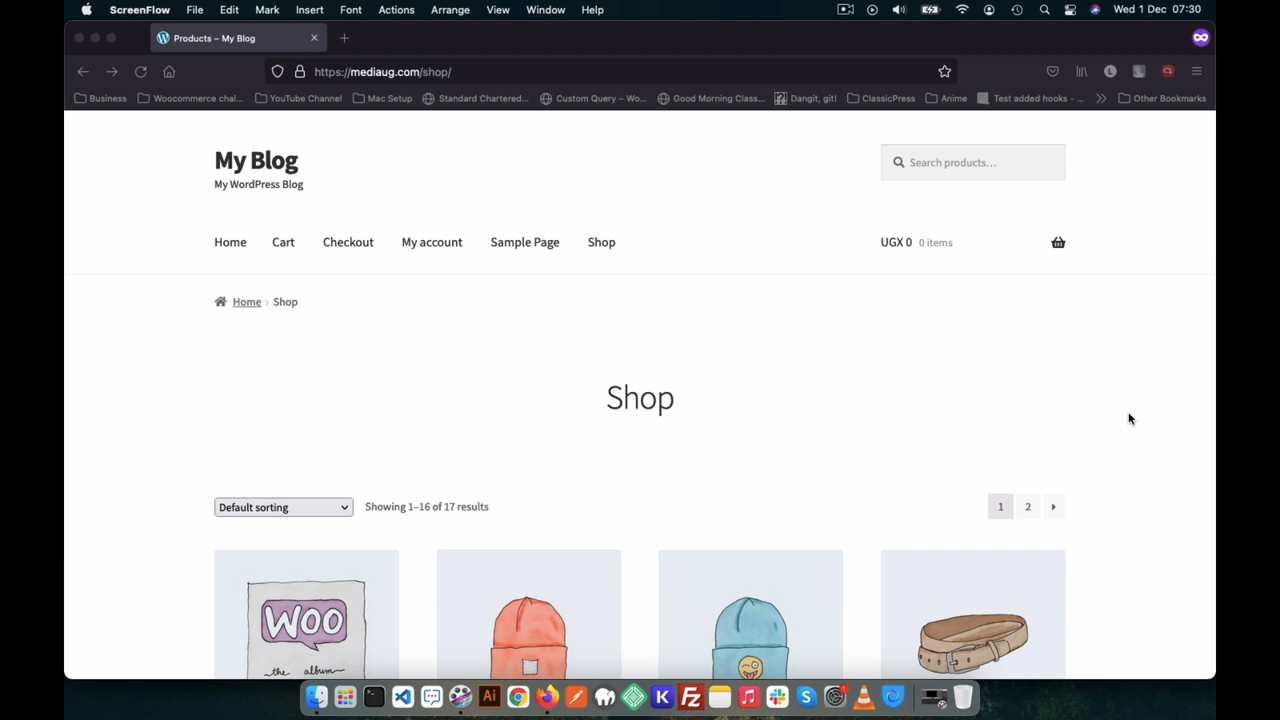 ScreenFlow File Edit Mark Insert Font Actions Arrange View Window Help Wed 1 Dec 07:30
Products – My Blog
https://mediaug.com/shop/
Business Woocommerce chal... YouTube Channel Mac Setup Standard Chartered... Custom Query – Wo... Good Morning Class... Dangit, git! ClassicPress Anime Test added hooks - ... Other Bookmarks
My Blog
My WordPress Blog
Search products…
Home Cart Checkout My account Sample Page Shop UGX 0 0 items
Home › Shop
Shop
Default sorting Showing 1–16 of 17 results 1 2
WOO
the album
Ai K FZ S